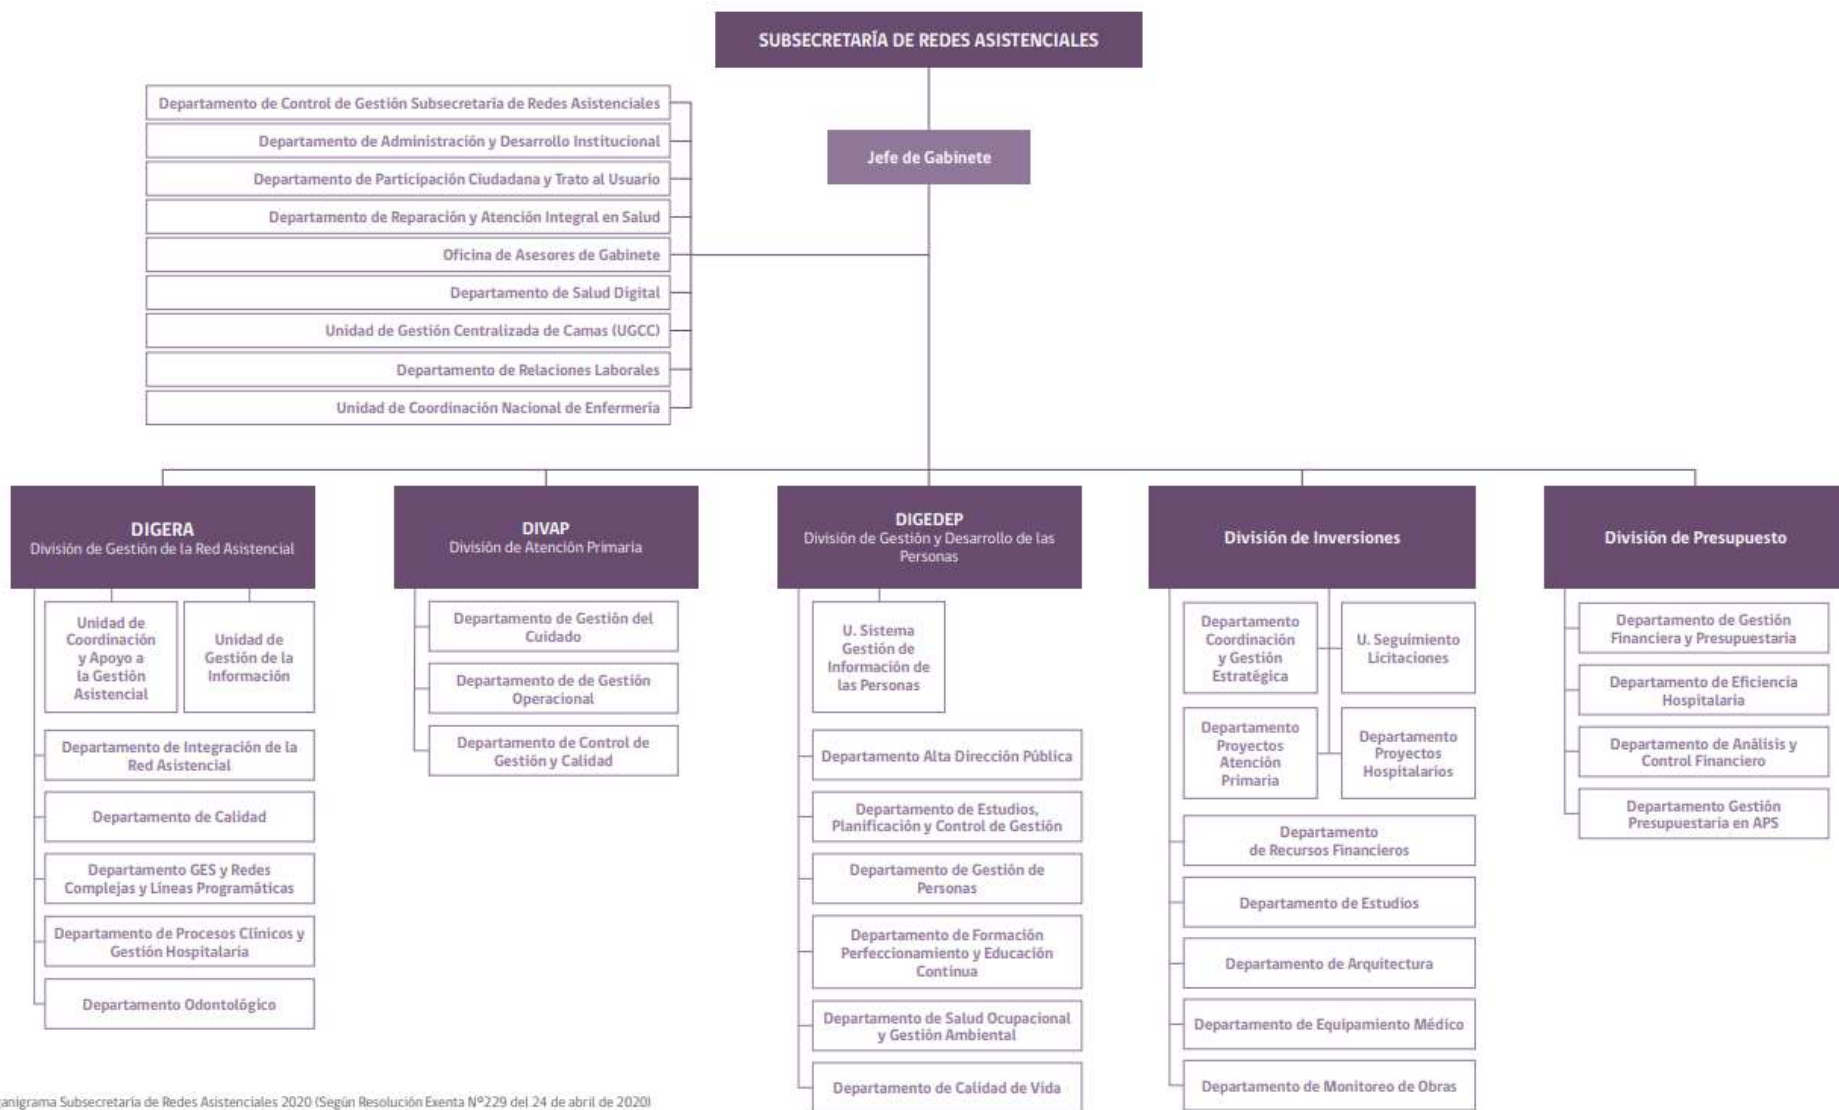 SUBSECRETARÍA DE REDES ASISTENCIALES
Jefe de Gabinete
Departamento de Control de Gestión Subsecretaria de Redes Asistenciales
Departamento de Administración y Desarrollo Institucional
Departamento de Participación Ciudadana y Trato al Usuario
Departamento de Reparación y Atención Integral en Salud
Oficina de Asesores de Gabinete
Departamento de Salud Digital
Unidad de Gestión Centralizada de Camas (UGCC)
Departamento de Relaciones Laborales
Unidad de Coordinación Nacional de Enfermería
DIGERA
División de Gestión de la Red Asistencial
Unidad de
Coordinación
y Apoyo a
la Gestión
Asistencial
Unidad de
Gestión de la
Información
Departamento de Integración de la
Red Asistencial
Departamento de Calidad
Departamento GES y Redes
Complejas y Líneas Programáticas
Departamento de Procesos Clínicos y
Gestión Hospitalaria
Departamento Odontológico
DIVAP
División de Atención Primaria
Departamento de Gestión del
Cuidado
Departamento de de Gestión
Operacional
Departamento de Control de
Gestión y Calidad
DIGEDEP
División de Gestión y Desarrollo de las
Personas
U. Sistema
Gestión de
Información de
las Personas
Departamento Alta Dirección Pública
Departamento de Estudios,
Planificación y Control de Gestión
Departamento de Gestión de
Personas
Departamento de Formación
Perfeccionamiento y Educación
Continua
Departamento de Salud Ocupacional
y Gestión Ambiental
Departamento de Calidad de Vida
División de Inversiones
Departamento
Coordinación
y Gestión
Estratégica
U. Seguimiento
Licitaciones
Departamento
Proyectos
Atención
Primaria
Departamento
Proyectos
Hospitalarios
Departamento
de Recursos Financieros
Departamento de Estudios
Departamento de Arquitectura
Departamento de Equipamiento Médico
Departamento de Monitoreo de Obras
División de Presupuesto
Departamento de Gestión
Financiera y Presupuestaria
Departamento de Eficiencia
Hospitalaria
Departamento de Análisis y
Control Financiero
Departamento Gestión
Presupuestaria en APS
anigrama Subsecretaría de Redes Asistenciales 2020 (Según Resolución Exenta Nº229 del 24 de abril de 2020)